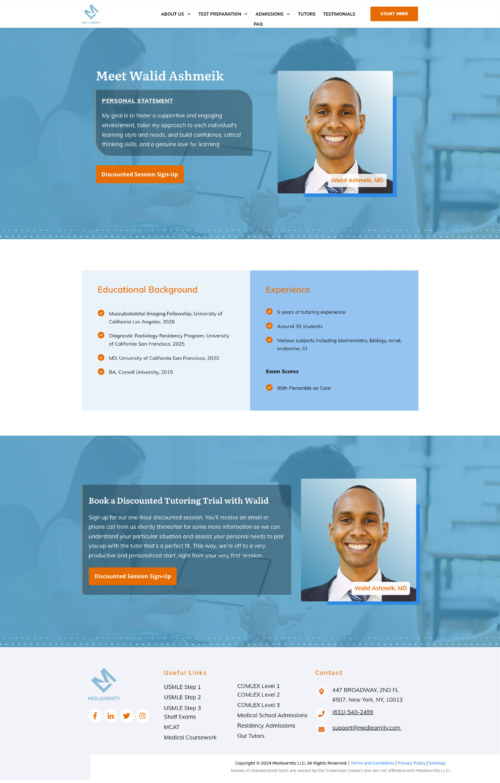 ABOUT US
TEST PREPARATION
ADMISSIONS
TUTORS
TESTIMONIALS
FAQ
START HERE
MED LEARNITY
Meet Walid Ashmeik
PERSONAL STATEMENT
My goal is to foster a supportive and engaging
environment, tailor my approach to each individual's
learning style and needs, and build confidence, critical
thinking skills, and a genuine love for learning
Discounted Session Sign-Up
Walid Ashmeik, MD
Educational Background
Musculoskeletal Imaging Fellowship, University of
California Los Angeles, 2026
Diagnostic Radiology Residency Program, University
of California San Francisco, 2025
MD, University of California San Francisco, 2020
BA, Cornell University, 2015
Experience
5 years of tutoring experience
Around 30 students
Various subjects including biochemistry, biology, renal,
endocrine, GI
Exam Scores
95th Percentile on Core
Book a Discounted Tutoring Trial with Walid
Sign up for our one-hour discounted session. You'll receive an email or
phone call from us shortly thereafter for some more information so we can
understand your particular situation and assess your personal needs to pair
you up with the tutor that's a perfect fit. This way, we're off to a very
productive and personalized start, right from your very first session.
Discounted Session Sign-Up
Walid Ashmeik, MD
MED LEARNITY
Useful Links
USMLE Step 1
USMLE Step 2
USMLE Step 3
Shelf Exams
MCAT
Medical Coursework
COMLEX Level 1
COMLEX Level 2
COMLEX Level 3
Medical School Admissions
Residency Admissions
Our Tutors
Contact
447 BROADWAY, 2ND FL
#507, New York, NY, 10013
(631) 540-2499
support@medlearnity.com
Copyright © 2024 Medlearnity LLC, All Rights Reserved. | Terms and Conditions | Privacy Policy | Sitemap
Names of standardized tests are owned by the trademark holders and are not affiliated with Medlearnity LLC.